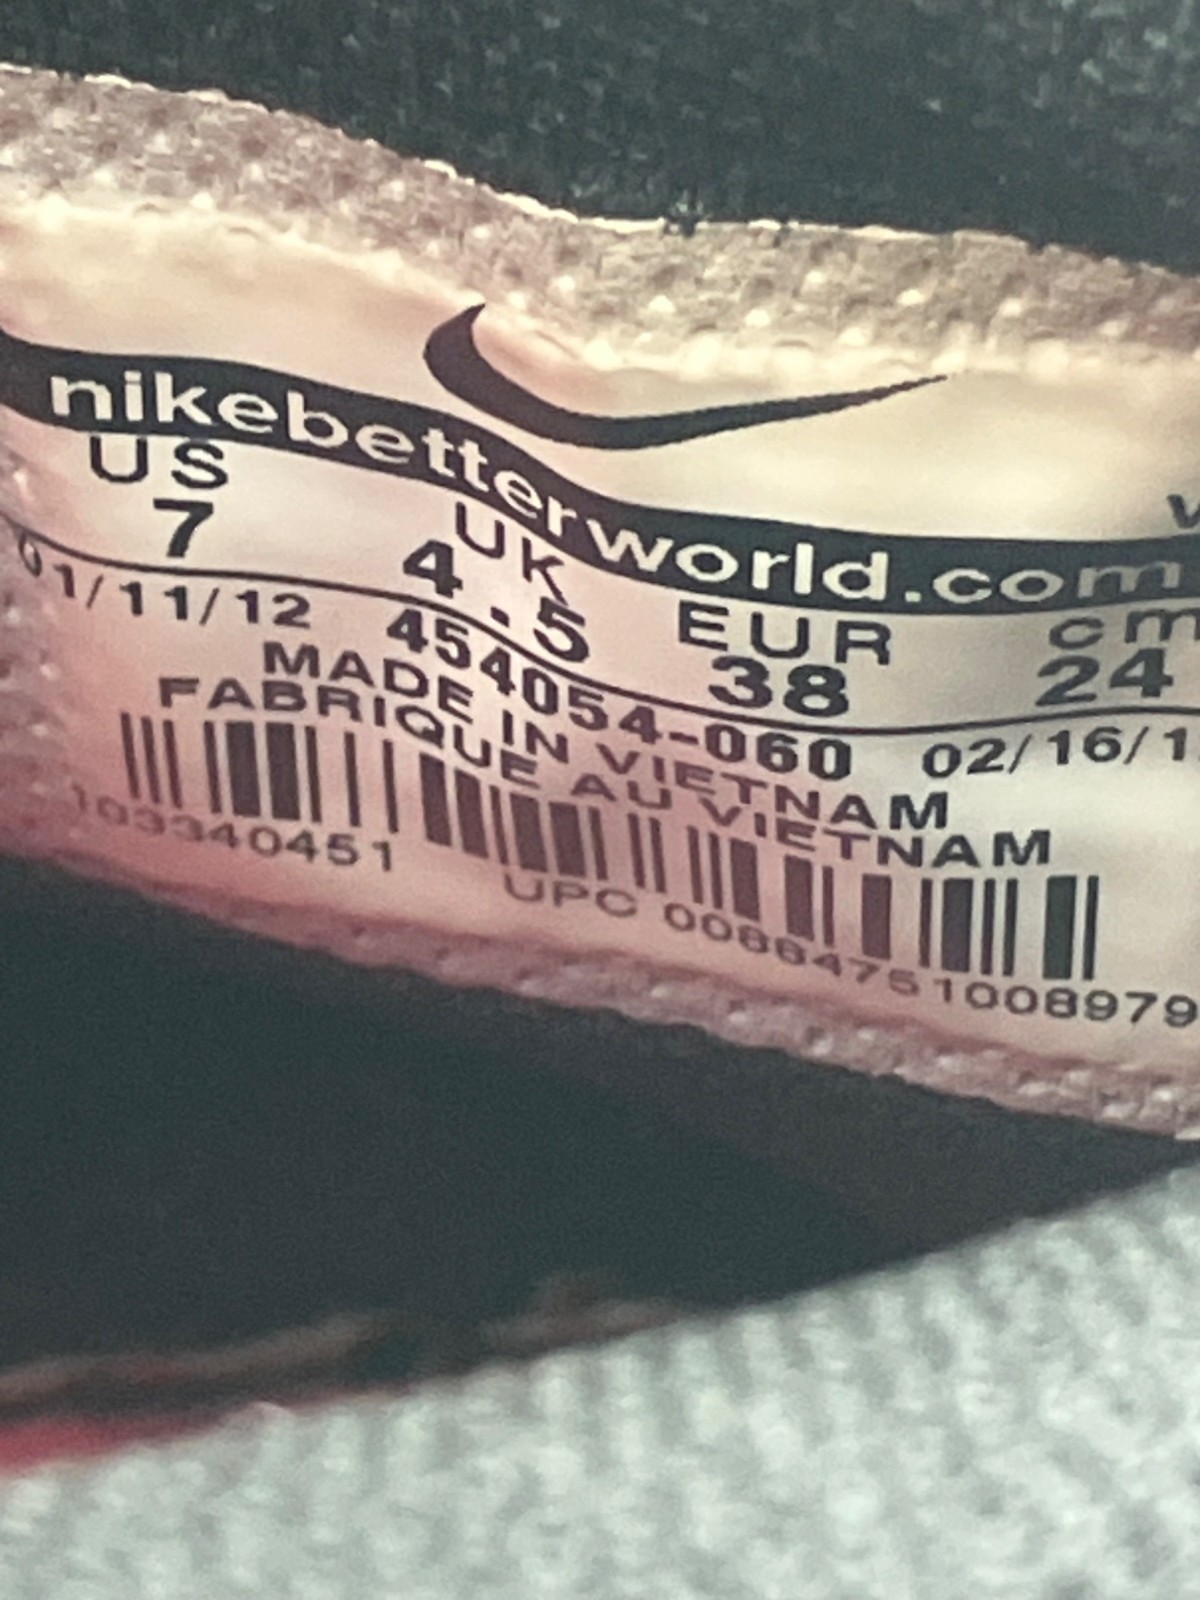 nikebetterworld.com
US UK EUR cm
7 4.5 38 24
01/11/12 454054-060 02/16/1
MADE IN VIETNAM
FABRIQUE AU VIETNAM
103340451
UPC 00884751008979